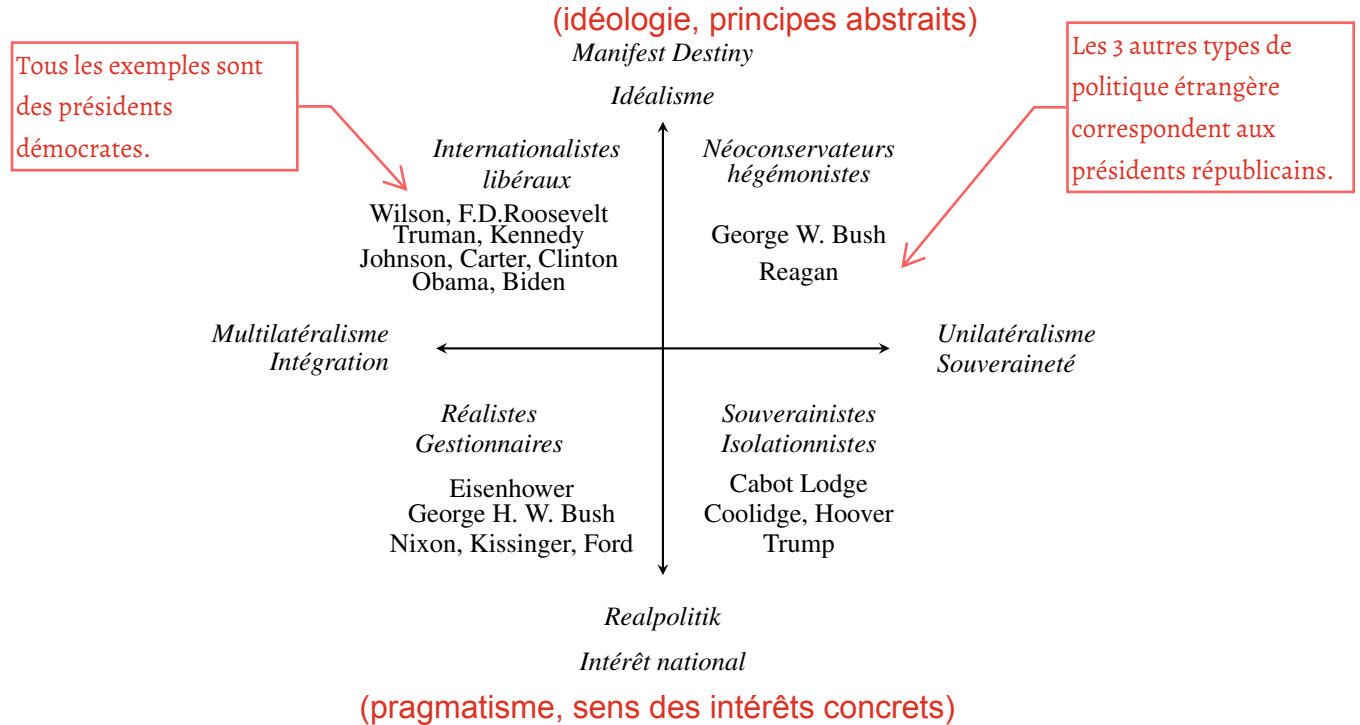 (idéologie, principes abstraits)
Manifest Destiny
Idéalisme
Tous les exemples sont
des présidents
démocrates.
Les 3 autres types de
politique étrangère
correspondent aux
présidents républicains.
Internationalistes
libéraux
Wilson, F.D.Roosevelt
Truman, Kennedy
Johnson, Carter, Clinton
Obama, Biden
Néoconservateurs
hégémonistes
George W. Bush
Reagan
Multilatéralisme
Intégration
Unilatéralisme
Souveraineté
Réalistes
Gestionnaires
Eisenhower
George H. W. Bush
Nixon, Kissinger, Ford
Souverainistes
Isolationnistes
Cabot Lodge
Coolidge, Hoover
Trump
Realpolitik
Intérêt national
(pragmatisme, sens des intérêts concrets)